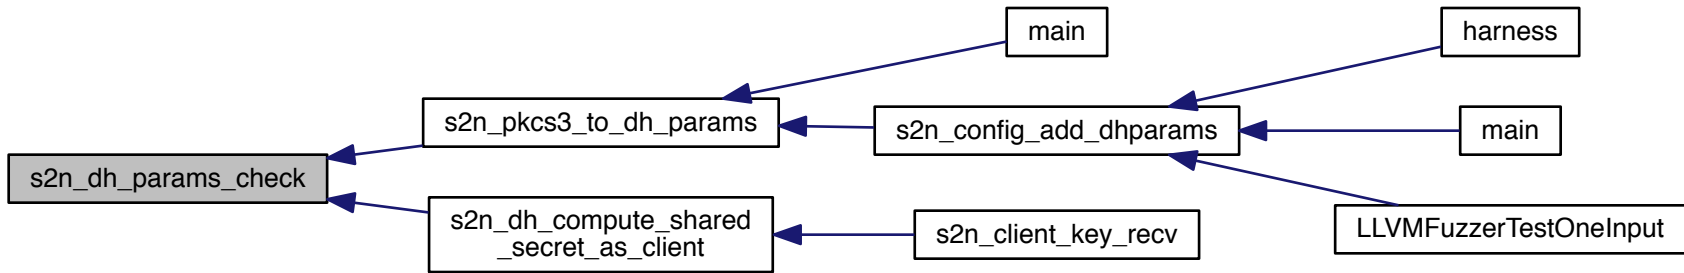 main
harness
s2n_pkcs3_to_dh_params
s2n_config_add_dhparams
main
s2n_dh_params_check
s2n_dh_compute_shared
_secret_as_client
s2n_client_key_recv
LLVMFuzzerTestOneInput